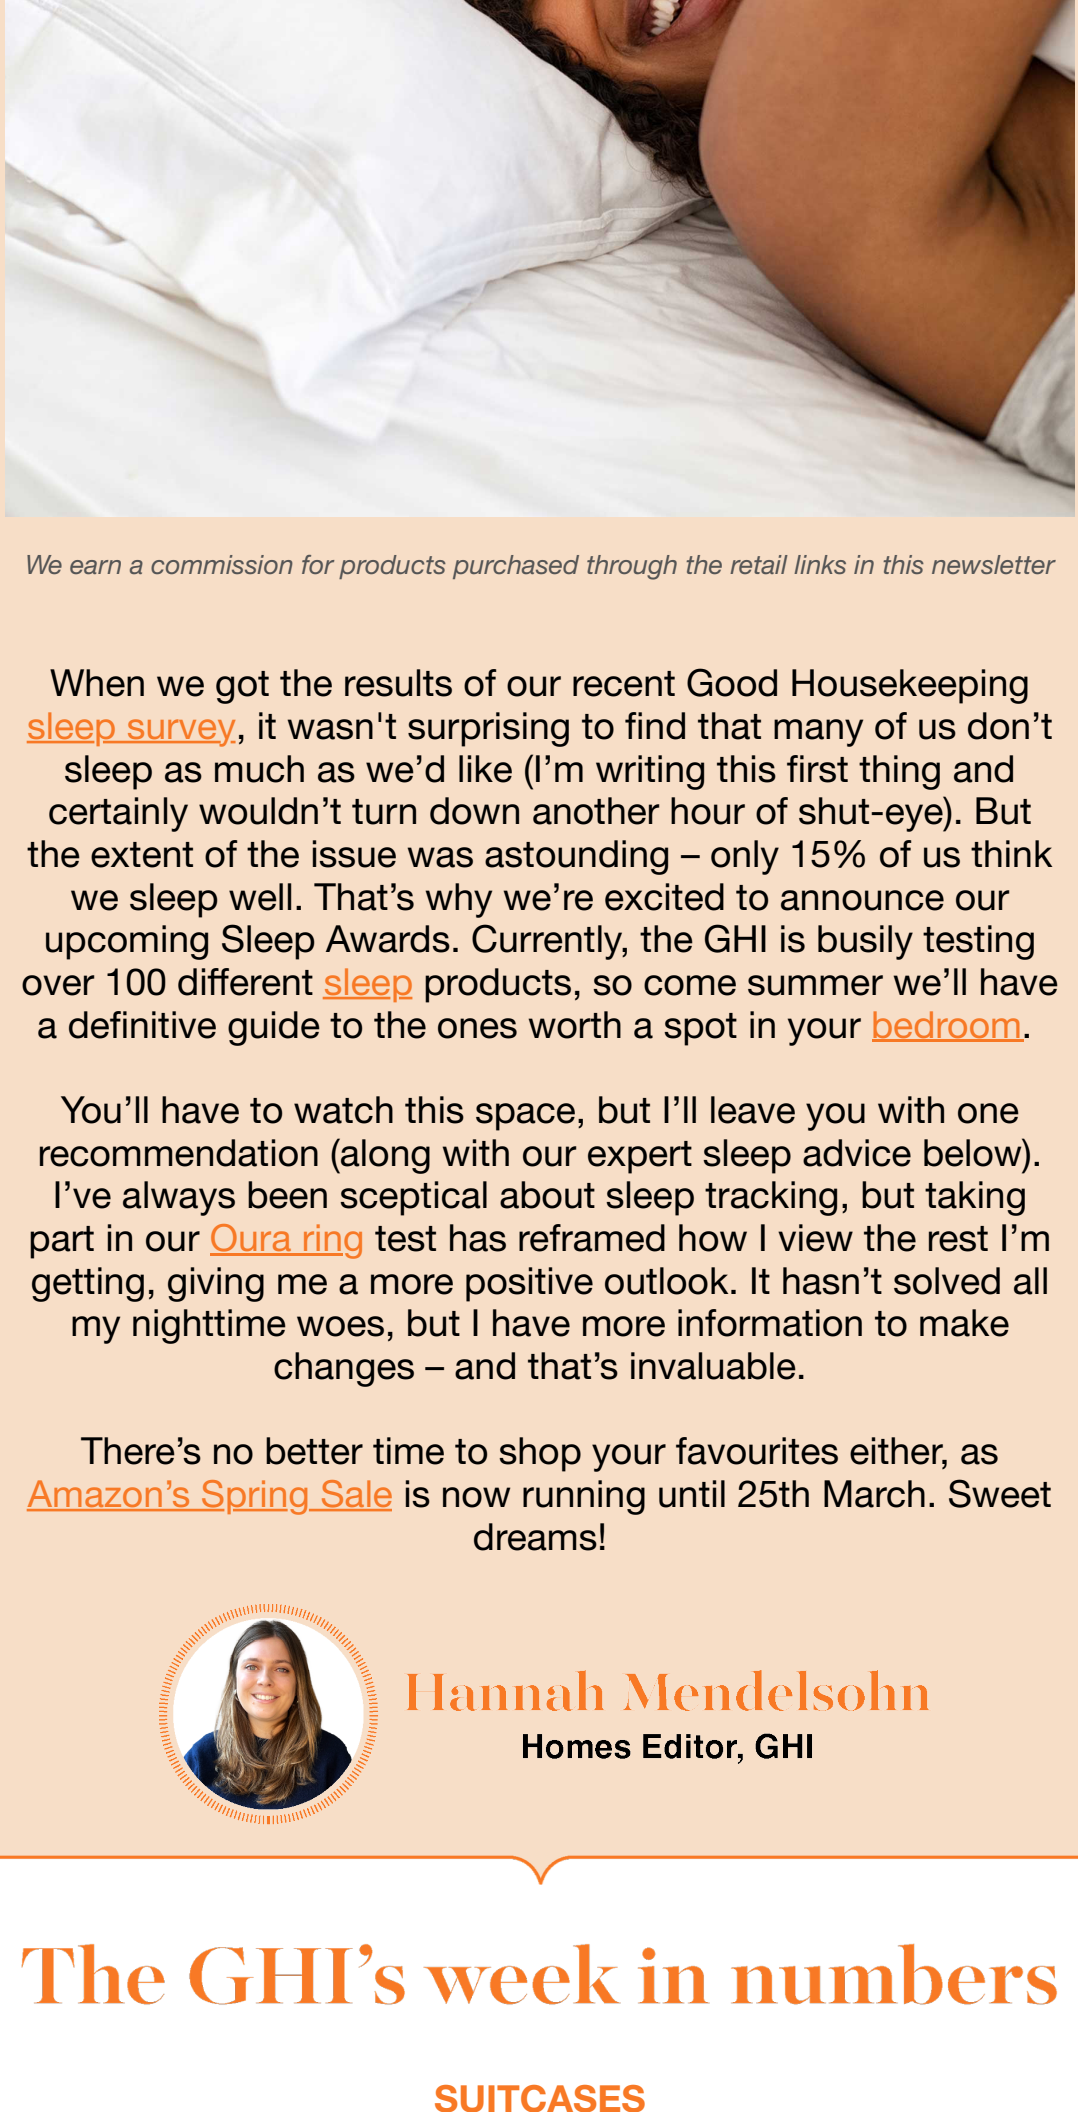 We earn a commission for products purchased through the retail links in this newsletter
When we got the results of our recent Good Housekeeping
sleep survey, it wasn't surprising to find that many of us don’t
sleep as much as we’d like (I’m writing this first thing and
certainly wouldn’t turn down another hour of shut-eye). But
the extent of the issue was astounding – only 15% of us think
we sleep well. That’s why we’re excited to announce our
upcoming Sleep Awards. Currently, the GHI is busily testing
over 100 different sleep products, so come summer we’ll have
a definitive guide to the ones worth a spot in your bedroom.
You’ll have to watch this space, but I’ll leave you with one
recommendation (along with our expert sleep advice below).
I’ve always been sceptical about sleep tracking, but taking
part in our Oura ring test has reframed how I view the rest I’m
getting, giving me a more positive outlook. It hasn’t solved all
my nighttime woes, but I have more information to make
changes – and that’s invaluable.
There’s no better time to shop your favourites either, as
Amazon’s Spring Sale is now running until 25th March. Sweet
dreams!
Hannah Mendelsohn
Homes Editor, GHI
The GHI’s week in numbers
SUITCASES